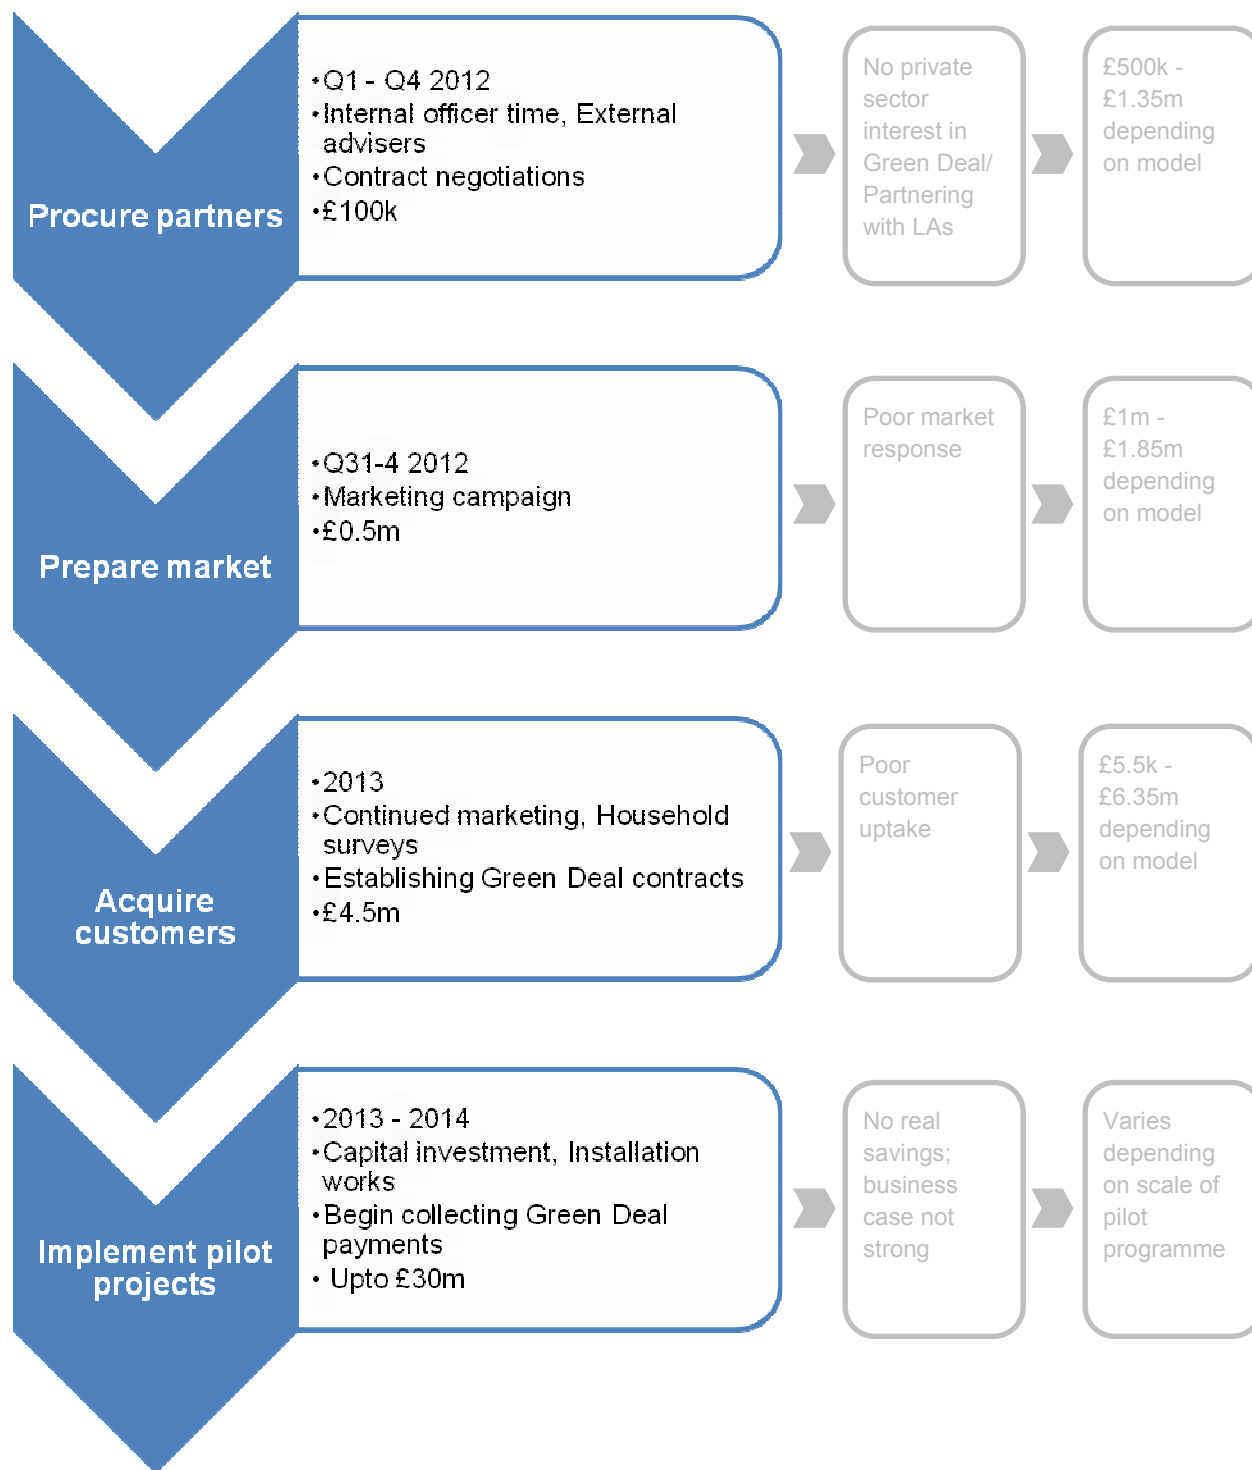 Procure partners
•Q1 - Q4 2012
•Internal officer time, External
advisers
•Contract negotiations
•£100k
No private
sector
interest in
Green Deal/
Partnering
with LAs
£500k -
£1.35m
depending
on model
Prepare market
•Q31-4 2012
•Marketing campaign
•£0.5m
Poor market
response
£1m -
£1.85m
depending
on model
Acquire
customers
•2013
•Continued marketing, Household
surveys
•Establishing Green Deal contracts
•£4.5m
Poor
customer
uptake
£5.5k -
£6.35m
depending
on model
Implement pilot
projects
•2013 - 2014
•Capital investment, Installation
works
•Begin collecting Green Deal
payments
• Upto £30m
No real
savings;
business
case not
strong
Varies
depending
on scale of
pilot
programme